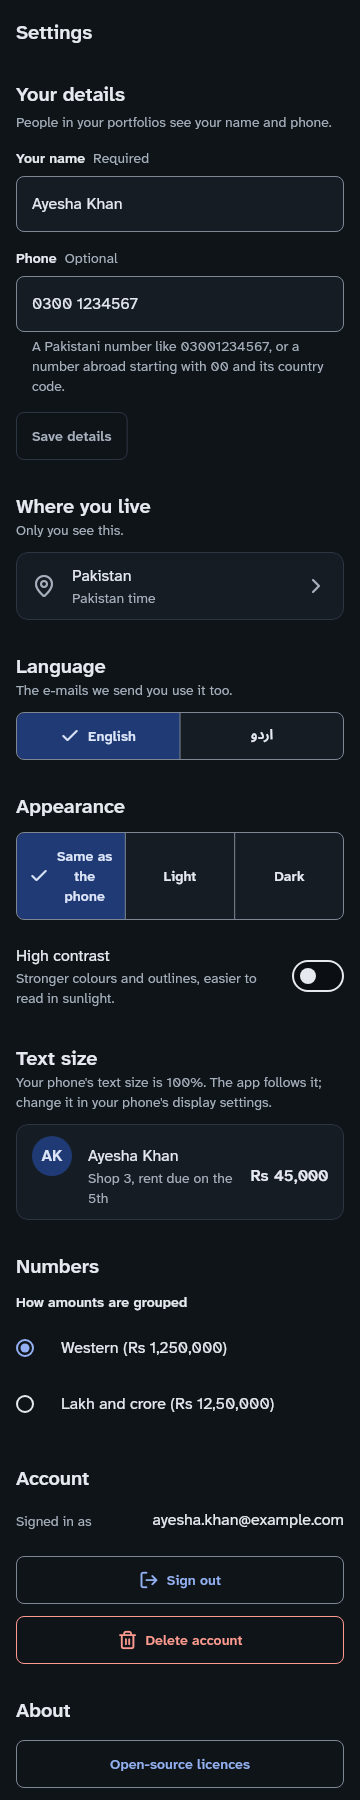 Settings
Your details
People in your portfolios see your name and phone.
Your name Required
Ayesha Khan
Phone Optional
0300 1234567
A Pakistani number like 03001234567, or a
number abroad starting with 00 and its country
code.
Save details
Where you live
Only you see this.
Pakistan
Pakistan time
Language
The e-mails we send you use it too.
English
اردو
Appearance
Same as
the
phone
Light
Dark
High contrast
Stronger colours and outlines, easier to
read in sunlight.
Text size
Your phone's text size is 100%. The app follows it;
change it in your phone's display settings.
AK
Ayesha Khan
Shop 3, rent due on the
5th
Rs 45,000
Numbers
How amounts are grouped
Western (Rs 1,250,000)
Lakh and crore (Rs 12,50,000)
Account
Signed in as
ayesha.khan@example.com
Sign out
Delete account
About
Open-source licences